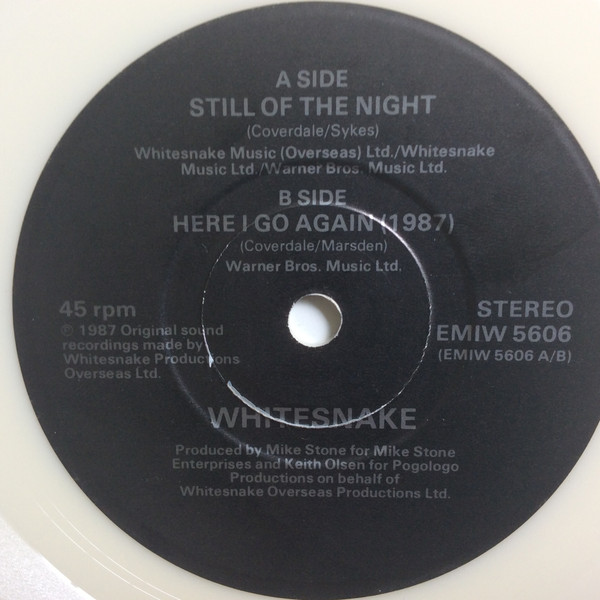 A SIDE
STILL OF THE NIGHT
(Coverdale/Sykes)
Whitesnake Music (Overseas) Ltd./Whitesnake
Music Ltd./Warner Bros. Music Ltd.
B SIDE
HERE I GO AGAIN (1987)
(Coverdale/Marsden)
Warner Bros. Music Ltd.
45 rpm
℗ 1987 Original sound
recordings made by
Whitesnake Productions
Overseas Ltd.
STEREO
EMIW 5606
(EMIW 5606 A/B)
WHITESNAKE
Produced by Mike Stone for Mike Stone
Enterprises and Keith Olsen for Pogologo
Productions on behalf of
Whitesnake Overseas Productions Ltd.